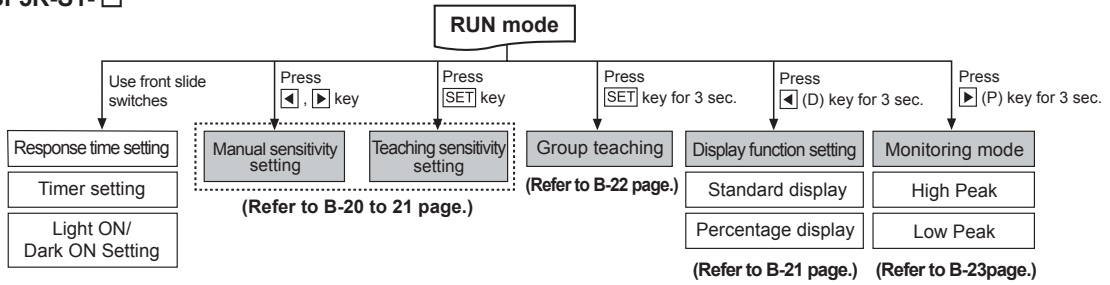 RUN mode
Use front slide
switches
Press
◀ , ▶ key
Press
SET key
Press
SET key for 3 sec.
Press
◀ (D) key for 3 sec.
Press
▶ (P) key for 3 sec.
Response time setting
Timer setting
Light ON/
Dark ON Setting
Manual sensitivity
setting
Teaching sensitivity
setting
(Refer to B-20 to 21 page.)
Group teaching
(Refer to B-22 page.)
Display function setting
Standard display
Percentage display
(Refer to B-21 page.)
Monitoring mode
High Peak
Low Peak
(Refer to B-23page.)